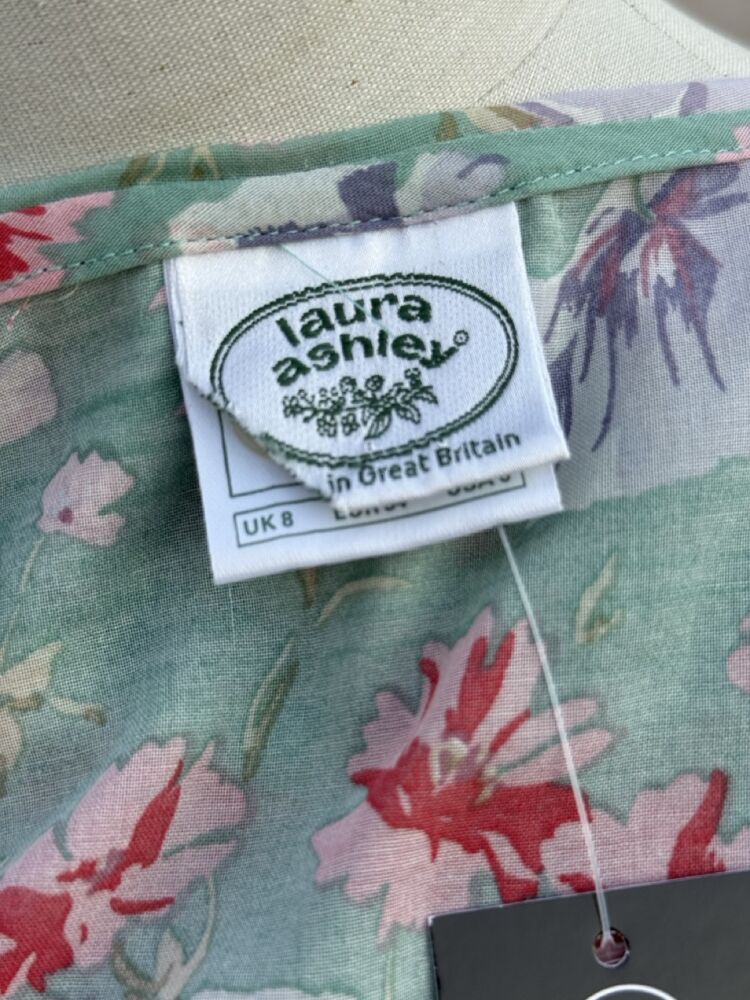 laura
ashley®
in Great Britain
UK 8